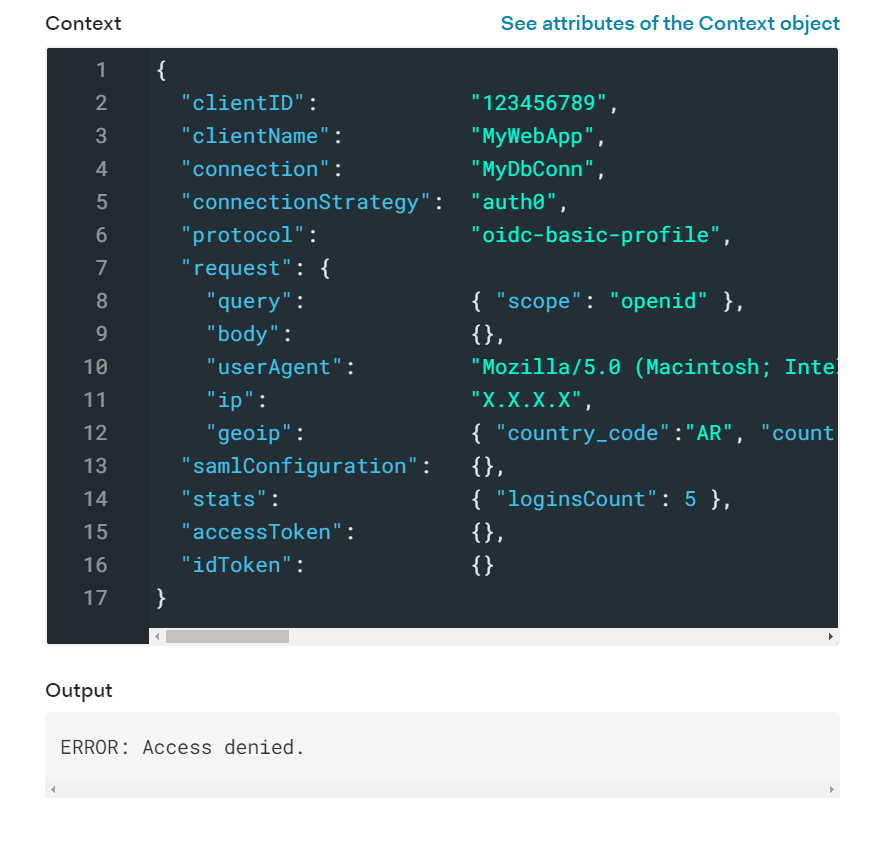 Context See attributes of the Context object
1 {
2 "clientID": "123456789",
3 "clientName": "MyWebApp",
4 "connection": "MyDbConn",
5 "connectionStrategy": "auth0",
6 "protocol": "oidc-basic-profile",
7 "request": {
8 "query": { "scope": "openid" },
9 "body": {},
10 "userAgent": "Mozilla/5.0 (Macintosh; Inte
11 "ip": "X.X.X.X",
12 "geoip": { "country_code":"AR", "count
13 "samlConfiguration": {},
14 "stats": { "loginsCount": 5 },
15 "accessToken": {},
16 "idToken": {}
17 }
Output
ERROR: Access denied.